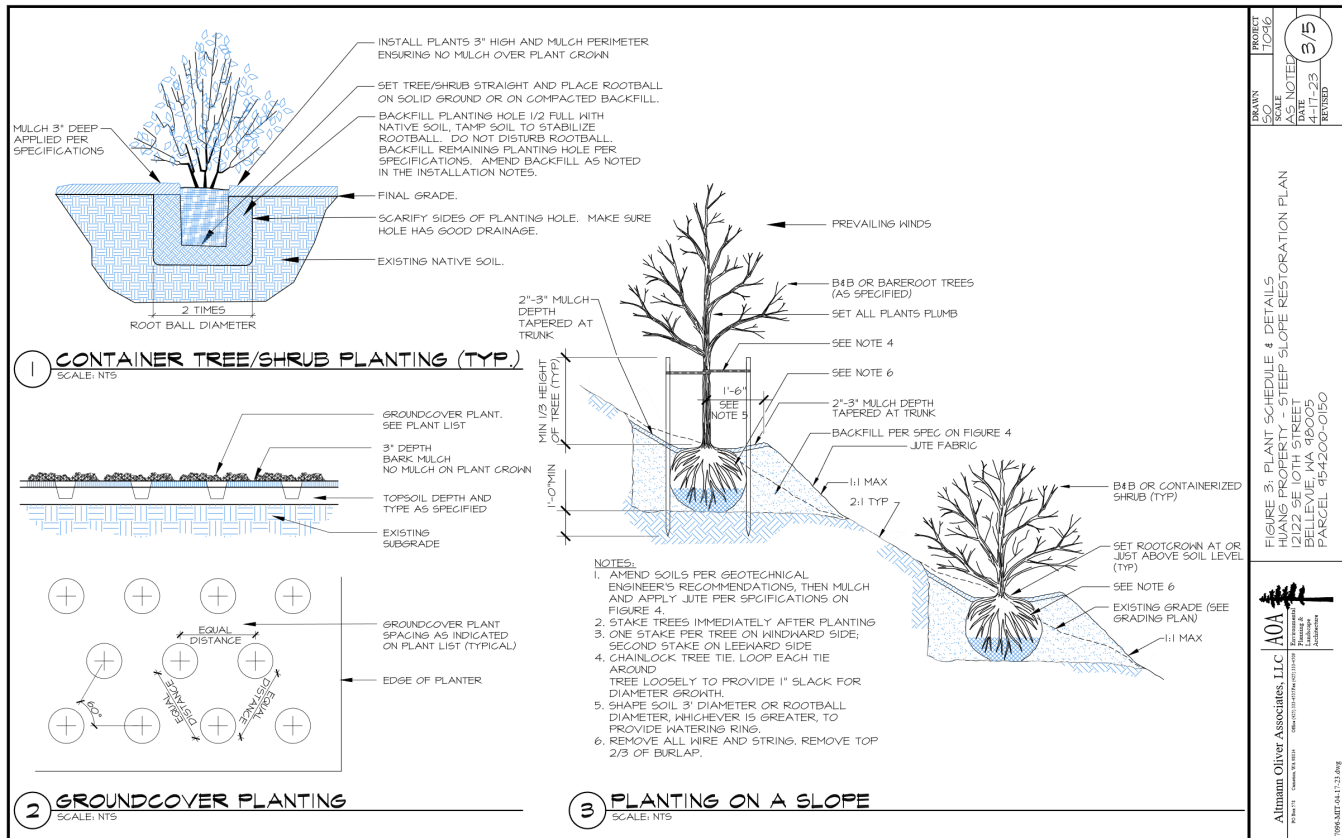 INSTALL PLANTS 3" HIGH AND MULCH PERIMETER
ENSURING NO MULCH OVER PLANT CROWN
SET TREE/SHRUB STRAIGHT AND PLACE ROOTBALL
ON SOLID GROUND OR ON COMPACTED BACKFILL.
BACKFILL PLANTING HOLE 1/2 FULL WITH
NATIVE SOIL, TAMP SOIL TO STABILIZE
ROOTBALL. DO NOT DISTURB ROOTBALL.
BACKFILL REMAINING PLANTING HOLE PER
SPECIFICATIONS. AMEND BACKFILL AS NOTED
IN THE INSTALLATION NOTES.
FINAL GRADE.
SCARIFY SIDES OF PLANTING HOLE. MAKE SURE
HOLE HAS GOOD DRAINAGE.
EXISTING NATIVE SOIL.
MULCH 3" DEEP
APPLIED PER
SPECIFICATIONS
2 TIMES
ROOT BALL DIAMETER
1 CONTAINER TREE/SHRUB PLANTING (TYP.)
SCALE: NTS
GROUNDCOVER PLANT.
SEE PLANT LIST
3" DEPTH
BARK MULCH
NO MULCH ON PLANT CROWN
TOPSOIL DEPTH AND
TYPE AS SPECIFIED
EXISTING
SUBGRADE
GROUNDCOVER PLANT
SPACING AS INDICATED
ON PLANT LIST (TYPICAL)
EDGE OF PLANTER
EQUAL
DISTANCE
EQUAL
DISTANCE
EQUAL
DISTANCE
60°
2 GROUNDCOVER PLANTING
SCALE: NTS
PREVAILING WINDS
B&B OR BAREROOT TREES
(AS SPECIFIED)
SET ALL PLANTS PLUMB
SEE NOTE 4
SEE NOTE 6
2"-3" MULCH DEPTH
TAPERED AT TRUNK
BACKFILL PER SPEC ON FIGURE 4
JUTE FABRIC
1:1 MAX
2:1 TYP
2"-3" MULCH
DEPTH
TAPERED AT
TRUNK
MIN 1/3 HEIGHT
OF TREE (TYP)
1'-0"MIN
1'-6"
SEE
NOTE 5
B&B OR CONTAINERIZED
SHRUB (TYP)
SET ROOTCROWN AT OR
JUST ABOVE SOIL LEVEL
(TYP)
SEE NOTE 6
EXISTING GRADE (SEE
GRADING PLAN)
1:1 MAX
NOTES:
1. AMEND SOILS PER GEOTECHNICAL
ENGINEER'S RECOMMENDATIONS, THEN MULCH
AND APPLY JUTE PER SPCIFICATIONS ON
FIGURE 4.
2. STAKE TREES IMMEDIATELY AFTER PLANTING
3. ONE STAKE PER TREE ON WINDWARD SIDE;
SECOND STAKE ON LEEWARD SIDE
4. CHAINLOCK TREE TIE. LOOP EACH TIE
AROUND
TREE LOOSELY TO PROVIDE 1" SLACK FOR
DIAMETER GROWTH.
5. SHAPE SOIL 3' DIAMETER OR ROOTBALL
DIAMETER, WHICHEVER IS GREATER, TO
PROVIDE WATERING RING.
6. REMOVE ALL WIRE AND STRING. REMOVE TOP
2/3 OF BURLAP.
3 PLANTING ON A SLOPE
SCALE: NTS
DRAWN
SO
PROJECT
7096
SCALE
AS NOTED
DATE
4-17-23
REVISED
3/5
FIGURE 3: PLANT SCHEDULE & DETAILS
HUANG PROPERTY - STEEP SLOPE RESTORATION PLAN
12122 SE 10TH STREET
BELLEVUE, WA 98005
PARCEL 954200-0150
Altmann Oliver Associates, LLC
AOA
Environmental
Planning &
Landscape
Architecture